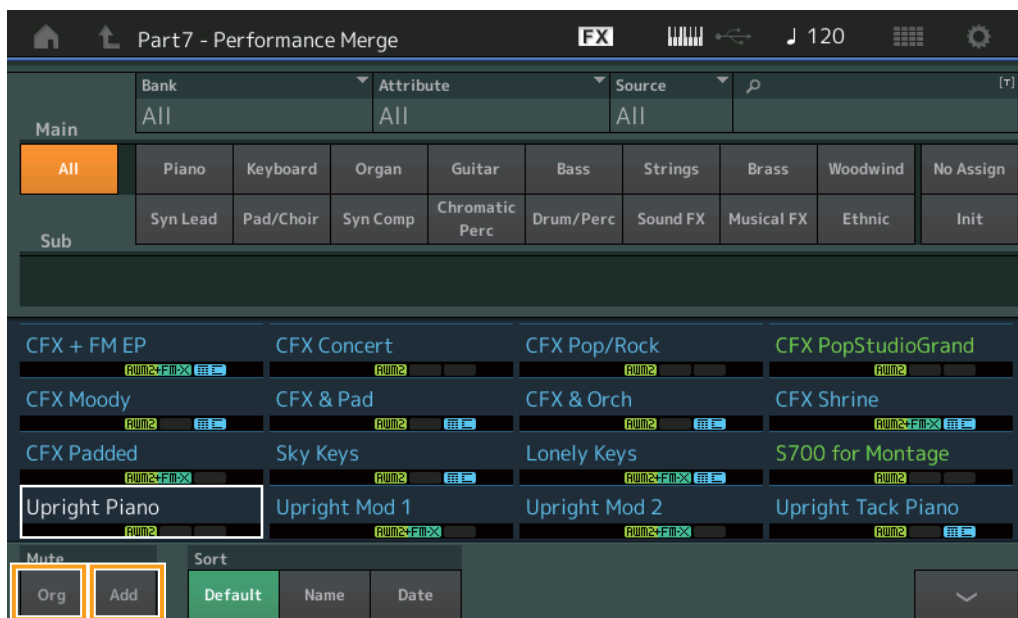 Part7 - Performance Merge FX ♩ 120
Bank Attribute Source [T]
Main All All All
All Piano Keyboard Organ Guitar Bass Strings Brass Woodwind No Assign
Syn Lead Pad/Choir Syn Comp Chromatic Perc Drum/Perc Sound FX Musical FX Ethnic Init
Sub
CFX + FM EP CFX Concert CFX Pop/Rock CFX PopStudioGrand
AWM2+FM-X AWM2 AWM2 AWM2
CFX Moody CFX & Pad CFX & Orch CFX Shrine
AWM2 AWM2 AWM2 AWM2+FM-X
CFX Padded Sky Keys Lonely Keys S700 for Montage
AWM2+FM-X AWM2 AWM2+FM-X AWM2
Upright Piano Upright Mod 1 Upright Mod 2 Upright Tack Piano
AWM2 AWM2+FM-X AWM2+FM-X AWM2
Mute Sort
Org Add Default Name Date